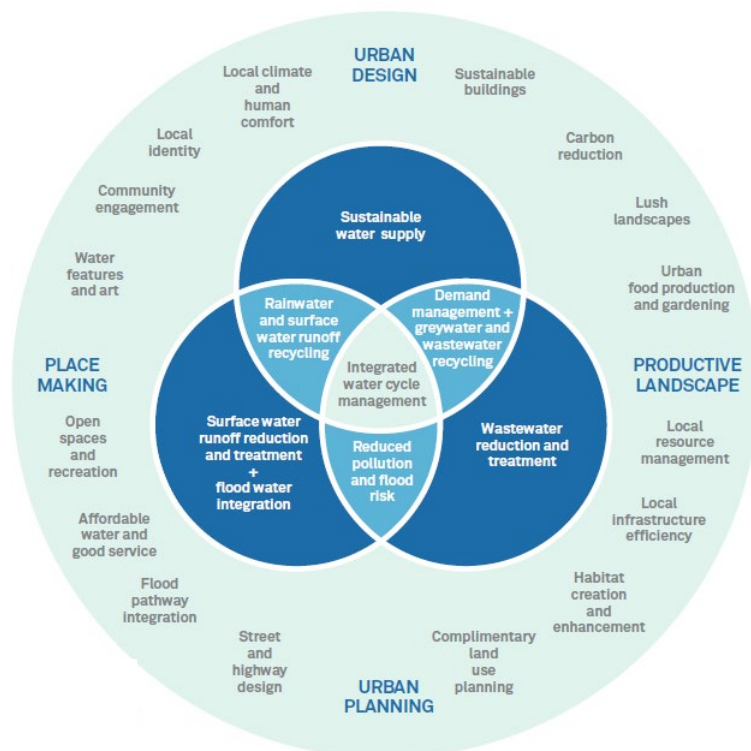 URBAN
DESIGN
Local climate
and
human
comfort
Sustainable
buildings
Local
identity
Carbon
reduction
Community
engagement
Lush
landscapes
Water
features
and art
Urban
food production
and gardening
Sustainable
water supply
Rainwater
and surface
water runoff
recycling
Demand
management +
greywater and
wastewater
recycling
Integrated
water cycle
management
PLACE
MAKING
PRODUCTIVE
LANDSCAPE
Surface water
runoff reduction
and treatment
+
flood water
integration
Reduced
pollution
and flood
risk
Wastewater
reduction and
treatment
Open
spaces
and
recreation
Local
resource
management
Affordable
water and
good service
Local
infrastructure
efficiency
Flood
pathway
integration
Habitat
creation
and
enhancement
Street
and
highway
design
Complimentary
land
use
planning
URBAN
PLANNING